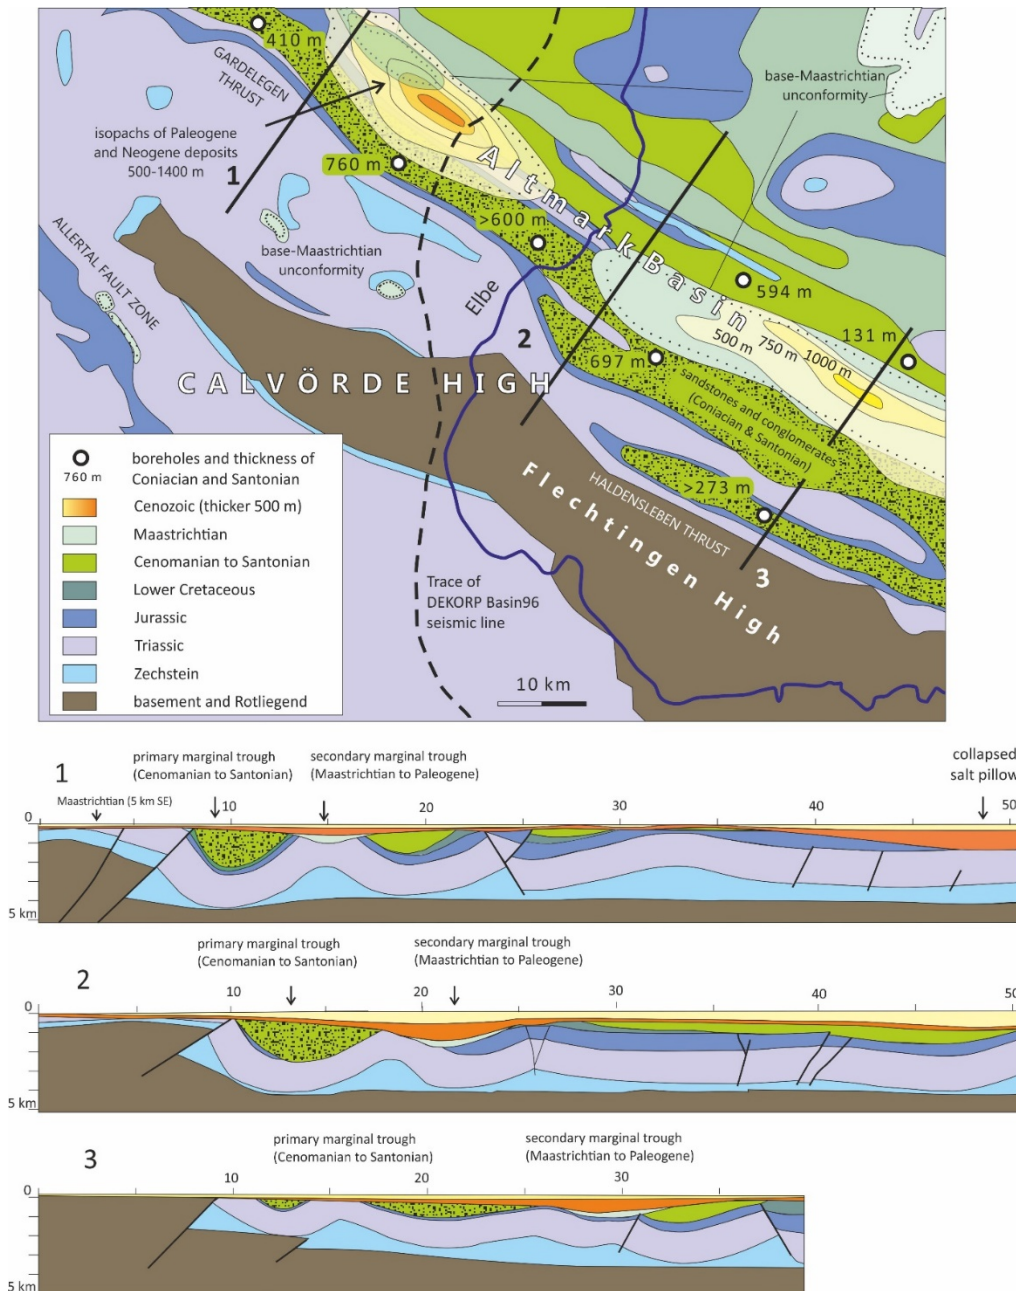 410 m
GARDELEGEN
THRUST
isopachs of Paleogene
and Neogene deposits
500-1400 m
1
760 m
>600 m
Altmark Basin
base-Maastrichtian
unconformity
base-Maastrichtian
unconformity
ALLERTAL FAULT ZONE
Elbe
2
594 m
131 m
500 m
750 m
1000 m
697 m
sandstones and conglomerates
(Coniacian & Santonian)
CALVÖRDE HIGH
>273 m
HALDENSLEBEN THRUST
Flechtingen High
3
Trace of
DEKORP Basin96
seismic line
10 km
760 m
boreholes and thickness of
Coniacian and Santonian
Cenozoic (thicker 500 m)
Maastrichtian
Cenomanian to Santonian
Lower Cretaceous
Jurassic
Triassic
Zechstein
basement and Rotliegend
1
primary marginal trough
(Cenomanian to Santonian)
secondary marginal trough
(Maastrichtian to Paleogene)
collapsed
salt pillow
Maastrichtian (5 km SE)
0
10
20
30
40
50
5 km
2
primary marginal trough
(Cenomanian to Santonian)
secondary marginal trough
(Maastrichtian to Paleogene)
0
10
20
30
40
50
5 km
3
primary marginal trough
(Cenomanian to Santonian)
secondary marginal trough
(Maastrichtian to Paleogene)
0
10
20
30
5 km